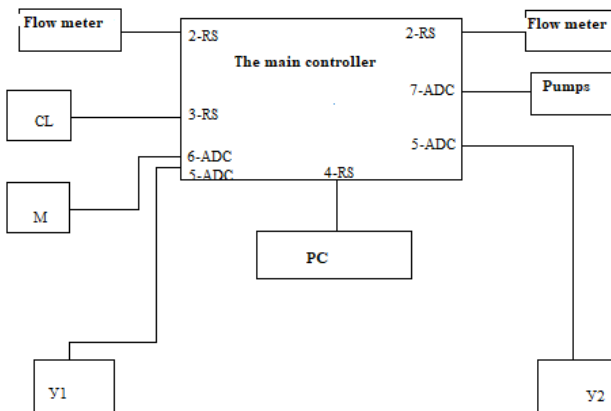 Flow meter
2-RS
2-RS
Flow meter
The main controller
7-ADC
Pumps
CL
3-RS
5-ADC
6-ADC
5-ADC
4-RS
M
PC
У1
У2